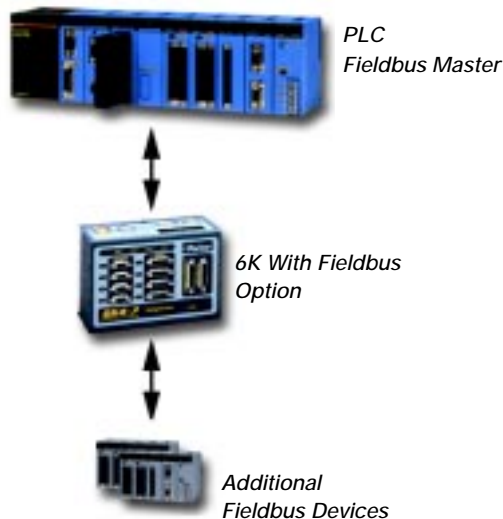 PLC
Fieldbus Master
6K With Fieldbus
Option
Additional
Fieldbus Devices